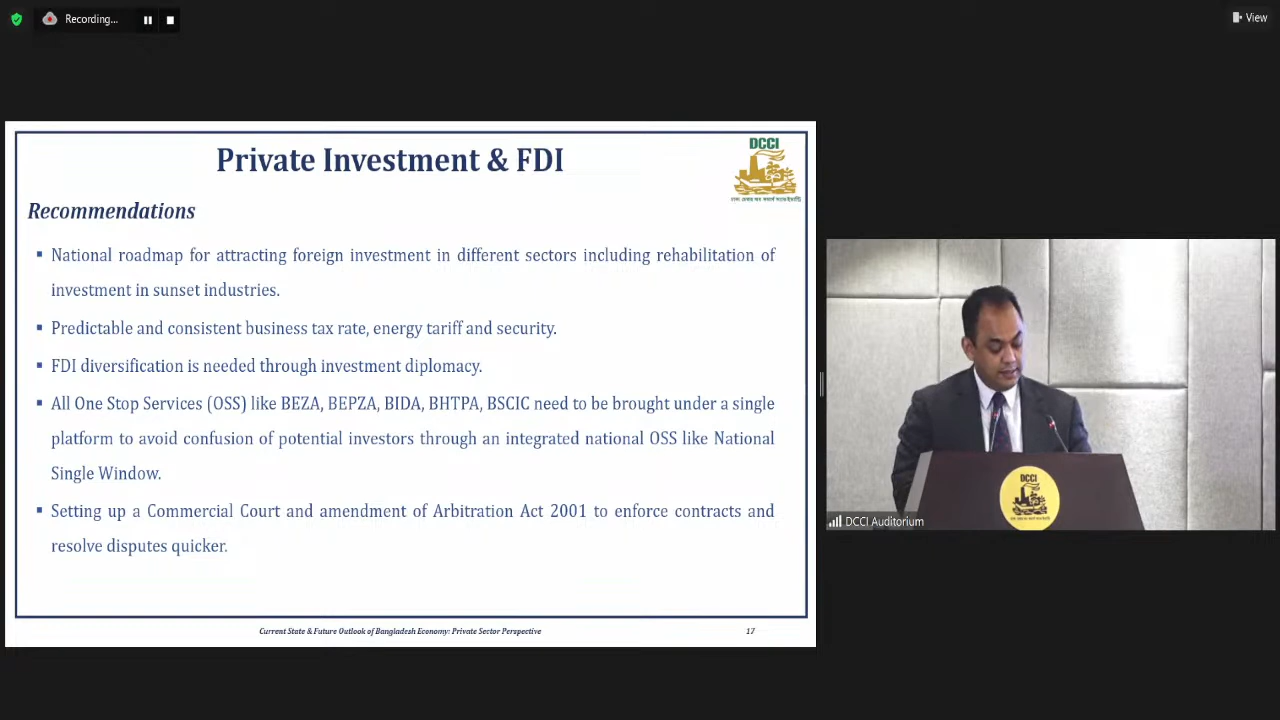 Recording...
View
Private Investment & FDI
DCCI
Recommendations
▪ National roadmap for attracting foreign investment in different sectors including rehabilitation of
investment in sunset industries.
▪ Predictable and consistent business tax rate, energy tariff and security.
▪ FDI diversification is needed through investment diplomacy.
▪ All One Stop Services (OSS) like BEZA, BEPZA, BIDA, BHTPA, BSCIC need to be brought under a single
platform to avoid confusion of potential investors through an integrated national OSS like National
Single Window.
▪ Setting up a Commercial Court and amendment of Arbitration Act 2001 to enforce contracts and
resolve disputes quicker.
Current State & Future Outlook of Bangladesh Economy: Private Sector Perspective
17
DCCI
DCCI Auditorium